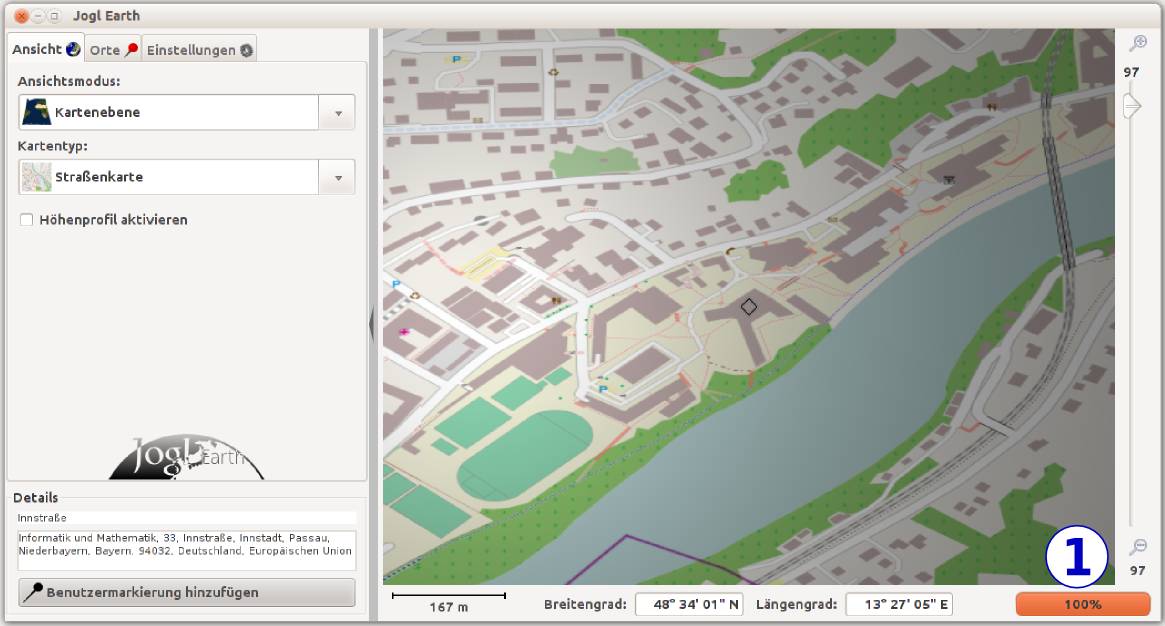 Jogl Earth
Ansicht Orte Einstellungen
Ansichtsmodus:
Kartenebene
Kartentyp:
Straßenkarte
Höhenprofil aktivieren
Jogl Earth
Details
Innstraße
Informatik und Mathematik, 33, Innstraße, Innstadt, Passau,
Niederbayern, Bayern, 94032, Deutschland, Europäischen Union
Benutzermarkierung hinzufügen
P
P
P
97
1
97
167 m
Breitengrad: 48° 34' 01" N Längengrad: 13° 27' 05" E
100%